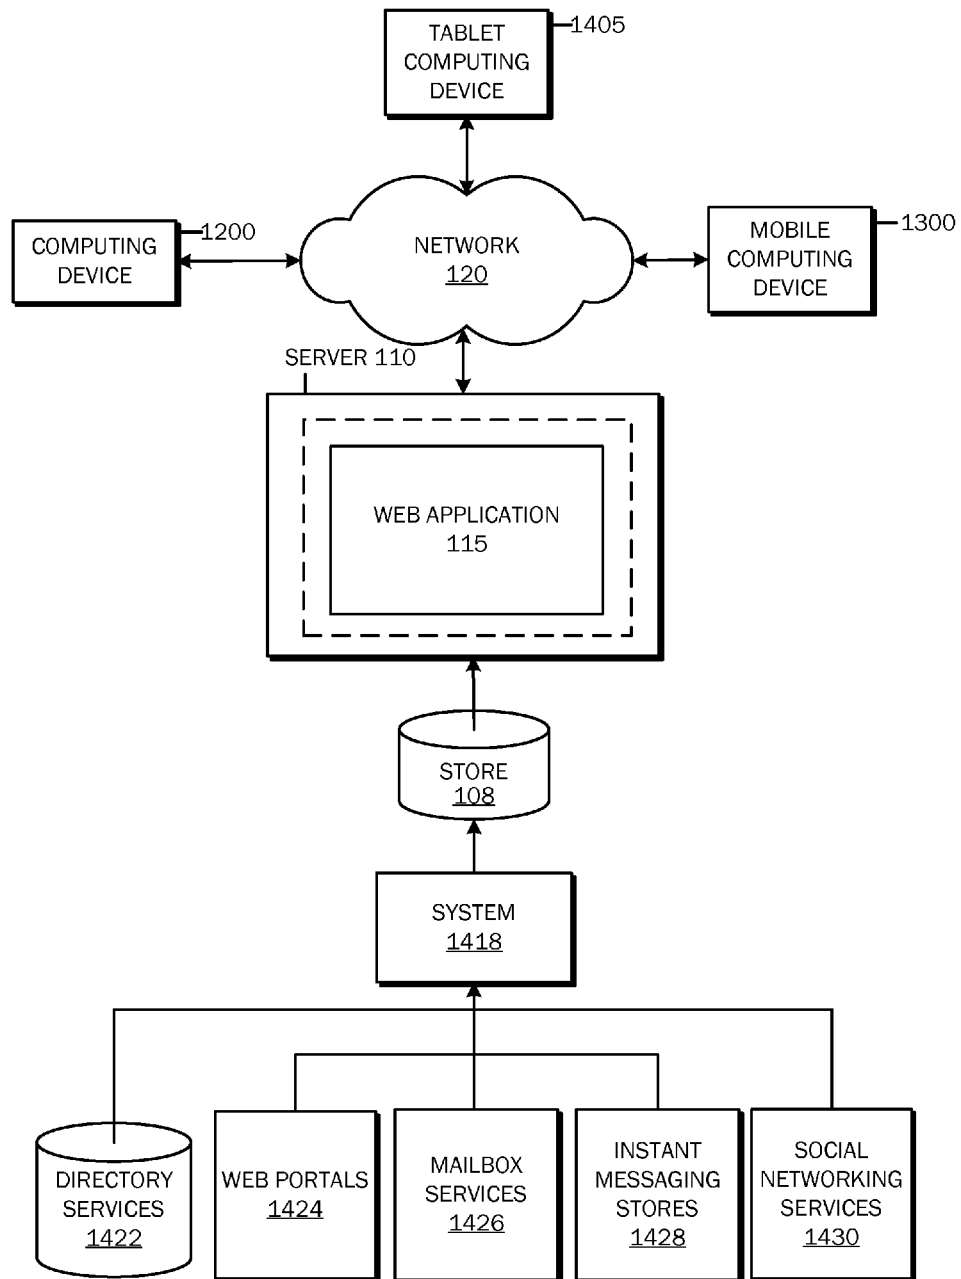 TABLET
COMPUTING
DEVICE
1405
COMPUTING
DEVICE
1200
NETWORK
120
MOBILE
COMPUTING
DEVICE
1300
SERVER 110
WEB APPLICATION
115
STORE
108
SYSTEM
1418
DIRECTORY
SERVICES
1422
WEB PORTALS
1424
MAILBOX
SERVICES
1426
INSTANT
MESSAGING
STORES
1428
SOCIAL
NETWORKING
SERVICES
1430